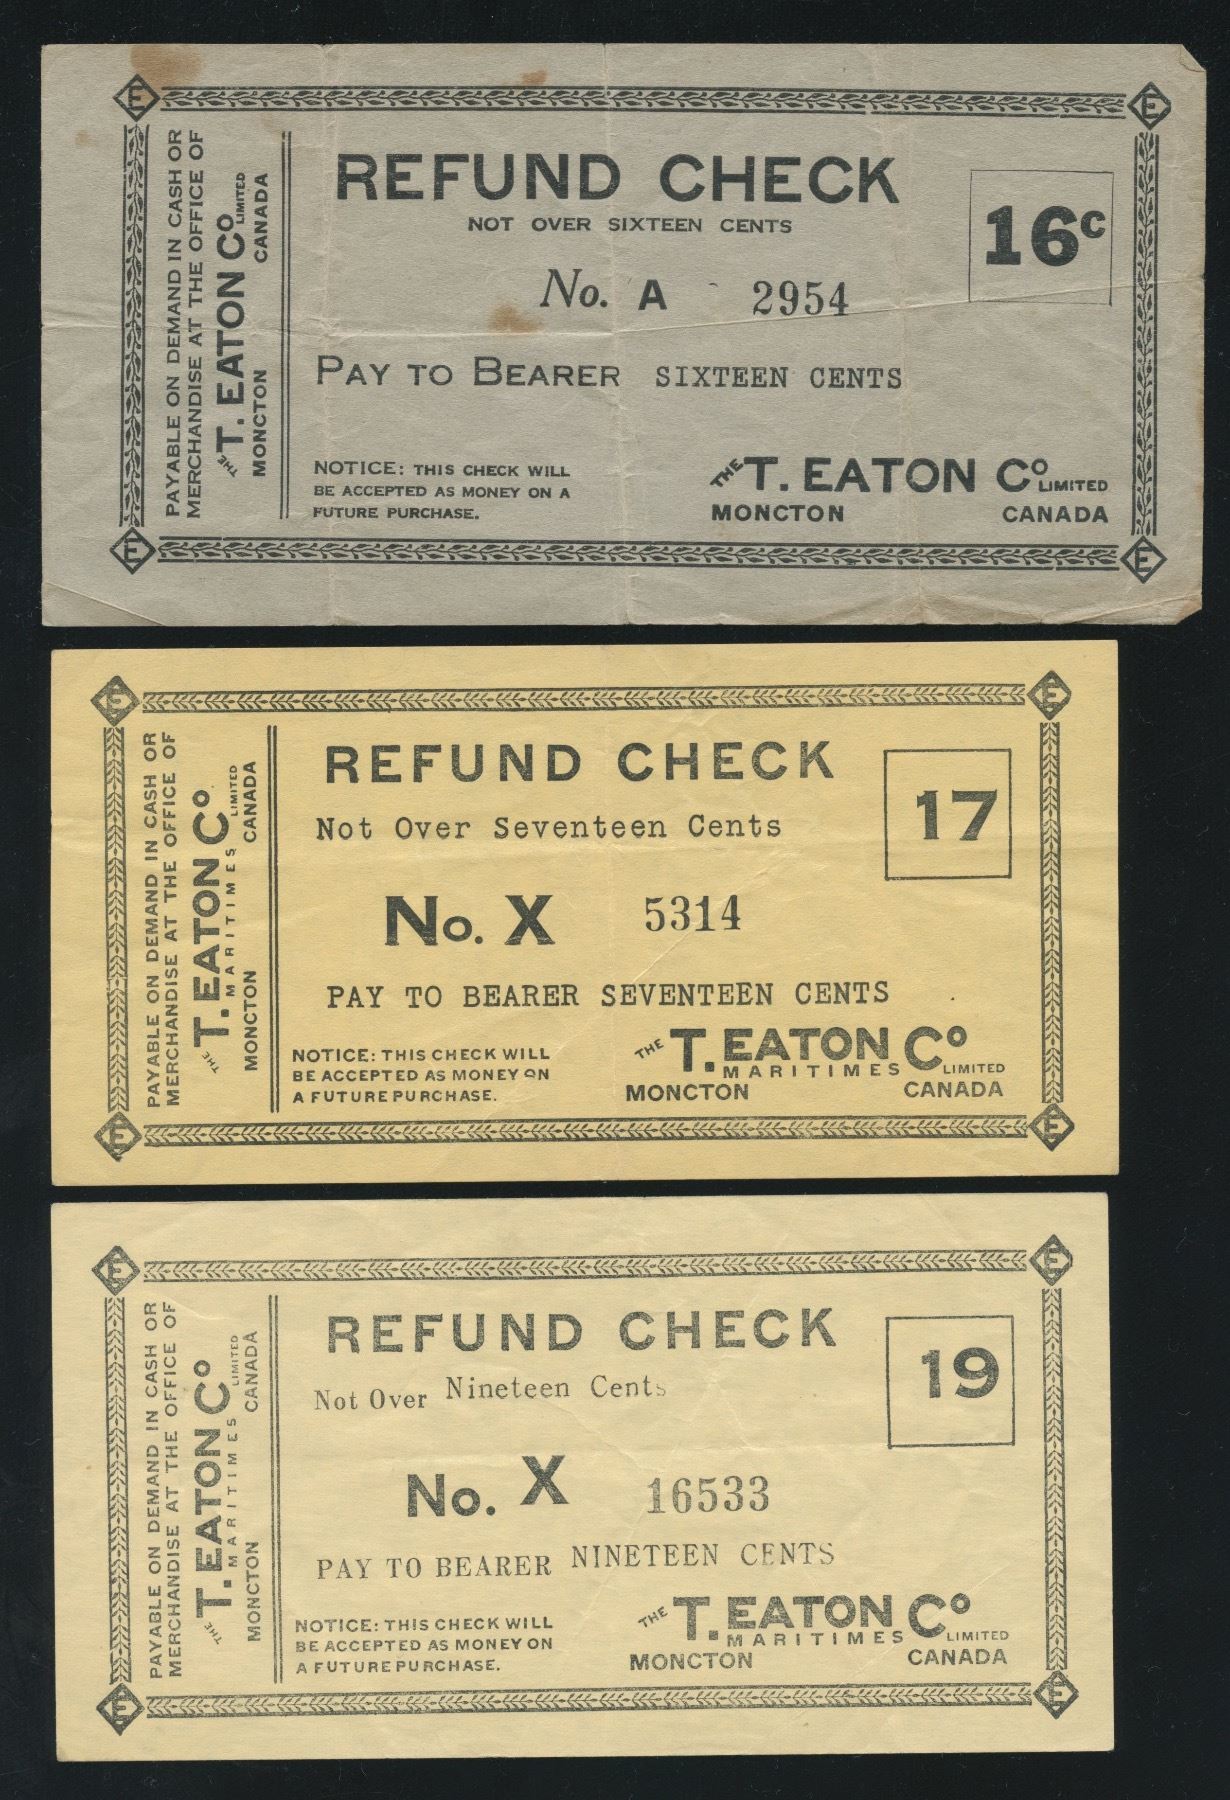 E E
PAYABLE ON DEMAND IN CASH OR
MERCHANDISE AT THE OFFICE OF
THE T. EATON Co LIMITED
MONCTON CANADA
REFUND CHECK
NOT OVER SIXTEEN CENTS
16c
No. A 2954
PAY TO BEARER SIXTEEN CENTS
NOTICE: THIS CHECK WILL
BE ACCEPTED AS MONEY ON A
FUTURE PURCHASE.
THE T. EATON Co LIMITED
MONCTON CANADA
E E
E E
PAYABLE ON DEMAND IN CASH OR
MERCHANDISE AT THE OFFICE OF
THE T. EATON Co LIMITED
MARITIMES
MONCTON CANADA
REFUND CHECK
Not Over Seventeen Cents
17
No. X 5314
PAY TO BEARER SEVENTEEN CENTS
NOTICE: THIS CHECK WILL
BE ACCEPTED AS MONEY ON
A FUTURE PURCHASE.
THE T. EATON Co
MARITIMES LIMITED
MONCTON CANADA
E E
E E
PAYABLE ON DEMAND IN CASH OR
MERCHANDISE AT THE OFFICE OF
THE T. EATON Co LIMITED
MARITIMES
MONCTON CANADA
REFUND CHECK
Not Over Nineteen Cents
19
No. X 16533
PAY TO BEARER NINETEEN CENTS
NOTICE: THIS CHECK WILL
BE ACCEPTED AS MONEY ON
A FUTURE PURCHASE.
THE T. EATON Co
MARITIMES LIMITED
MONCTON CANADA
E E